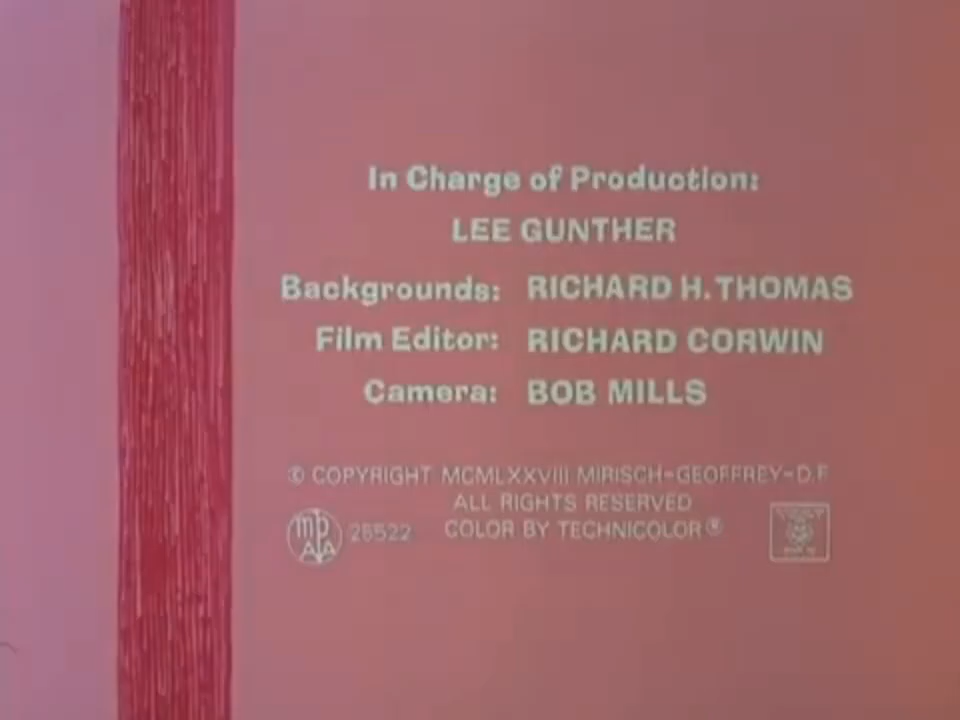 In Charge of Production:
LEE GUNTHER
Backgrounds: RICHARD H. THOMAS
Film Editor: RICHARD CORWIN
Camera: BOB MILLS
© COPYRIGHT MCMLXXVIII MIRISCH-GEOFFREY-D.F
ALL RIGHTS RESERVED
mpAA 26522 COLOR BY TECHNICOLOR®